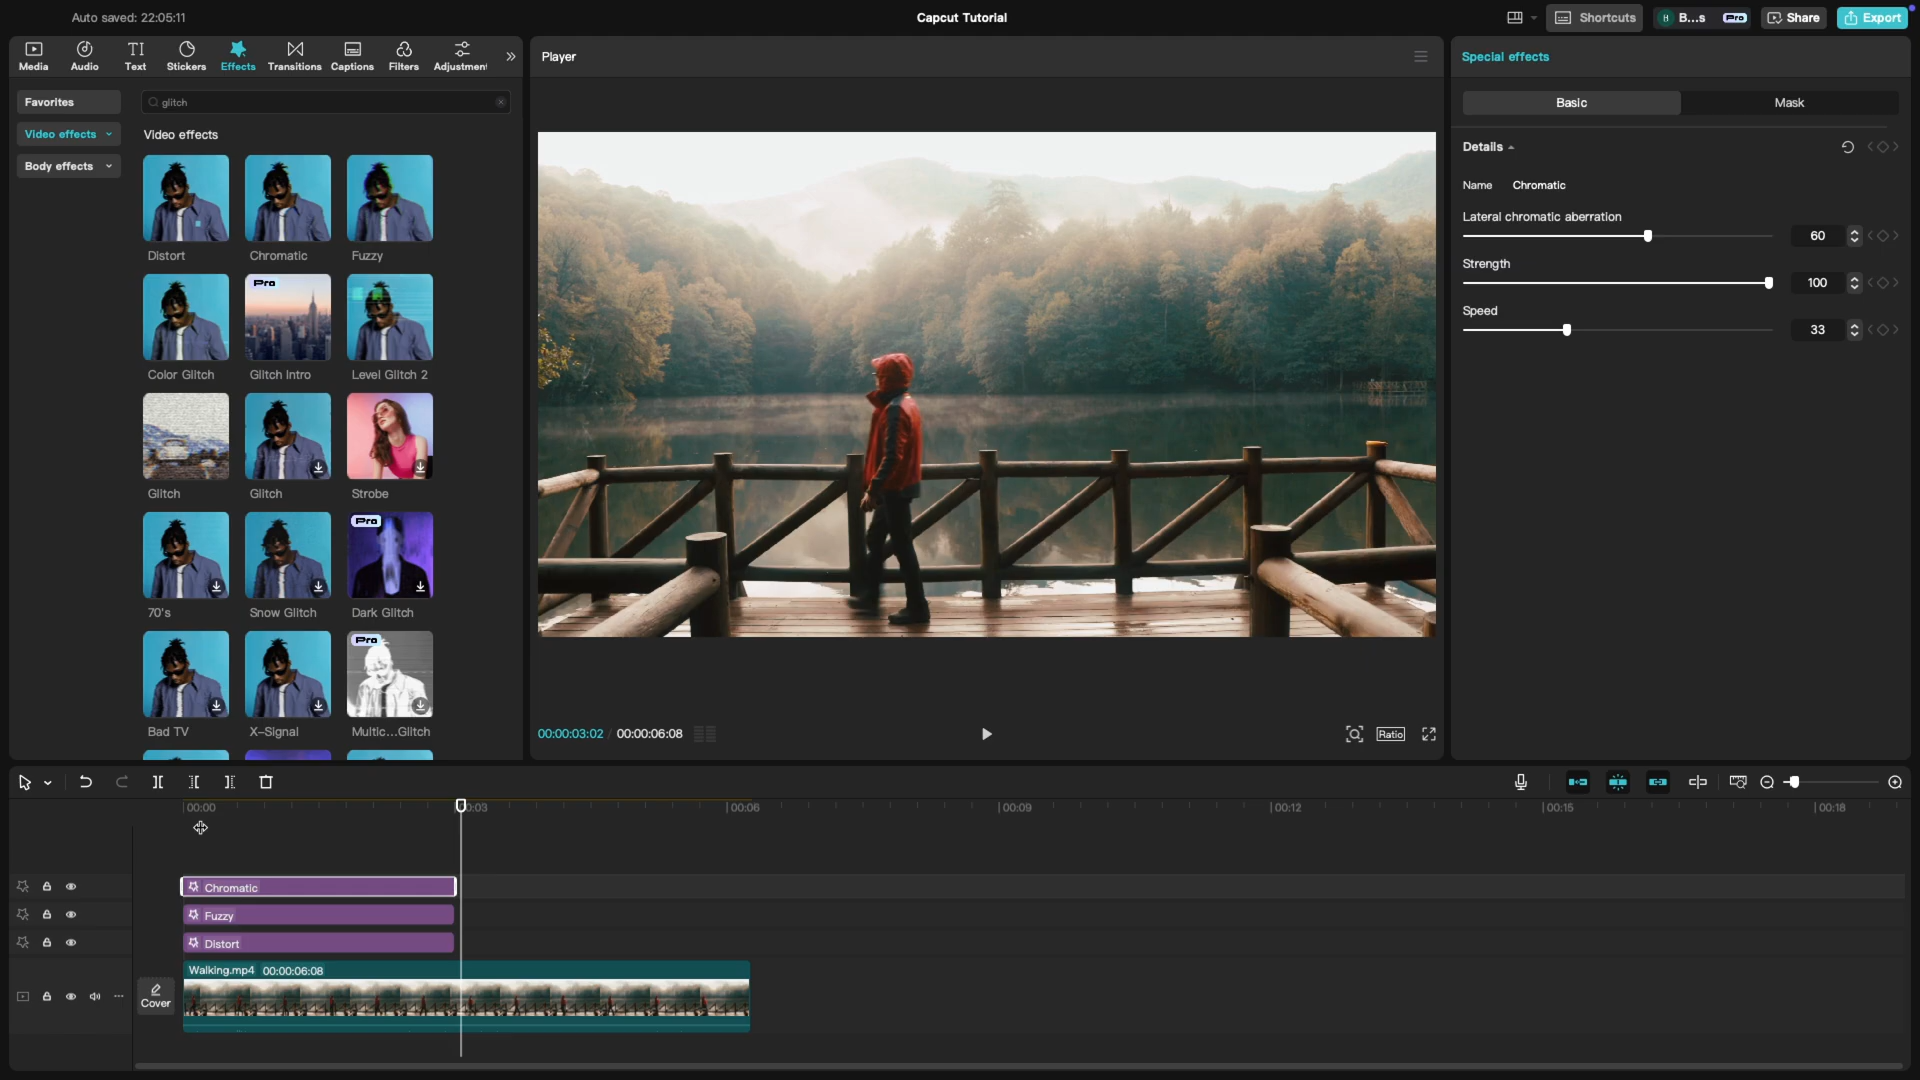 Auto saved: 22:05:11
Capcut Tutorial
Shortcuts
B...s
Pro
Share
Export
Media
Audio
TI
Text
Stickers
Effects
Transitions
Captions
Filters
Adjustment
Favorites
Video effects
Body effects
glitch
Video effects
Distort
Chromatic
Fuzzy
Pro
Color Glitch
Glitch Intro
Level Glitch 2
Glitch
Glitch
Strobe
Pro
70's
Snow Glitch
Dark Glitch
Pro
Bad TV
X-Signal
Multic...Glitch
Player
00:00:03:02 / 00:00:06:08
Ratio
Special effects
Basic
Mask
Details
Name Chromatic
Lateral chromatic aberration
60
Strength
100
Speed
33
00:00
00:03
00:06
00:09
00:12
00:15
00:18
Chromatic
Fuzzy
Distort
Walking.mp4 00:00:06:08
Cover